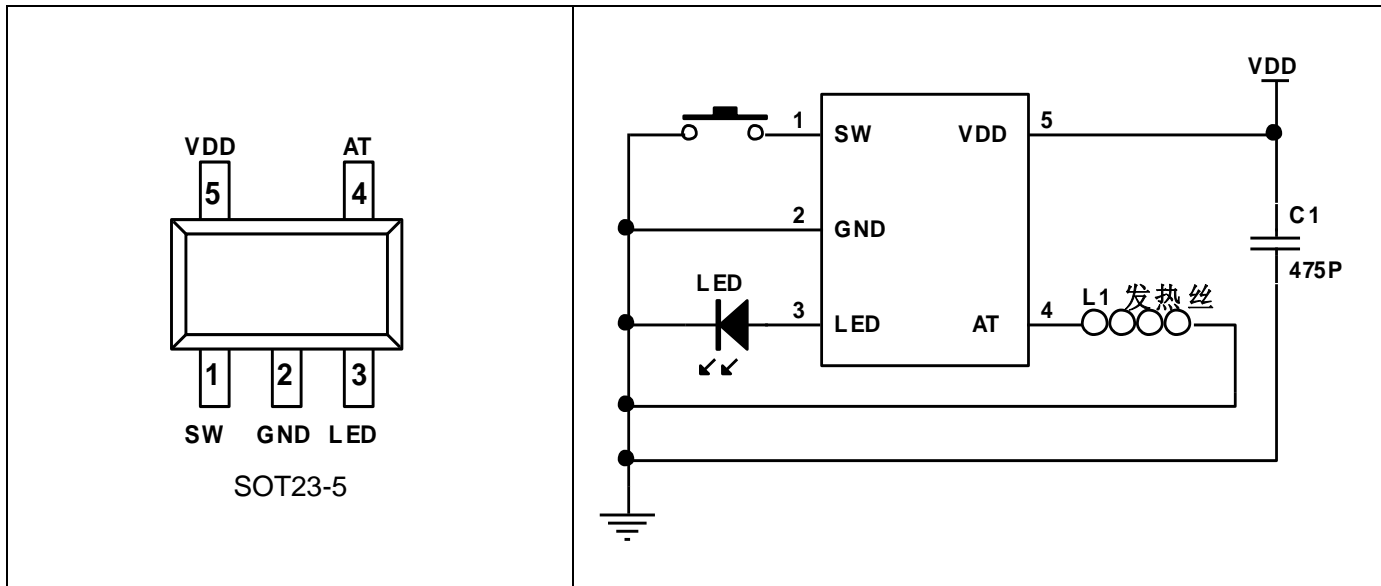 VDD AT
5 4
1 2 3
SW GND LED
SOT23-5
VDD
1 SW VDD 5
C1
2 GND
475P
LED
L1 发热丝
3 LED AT 4